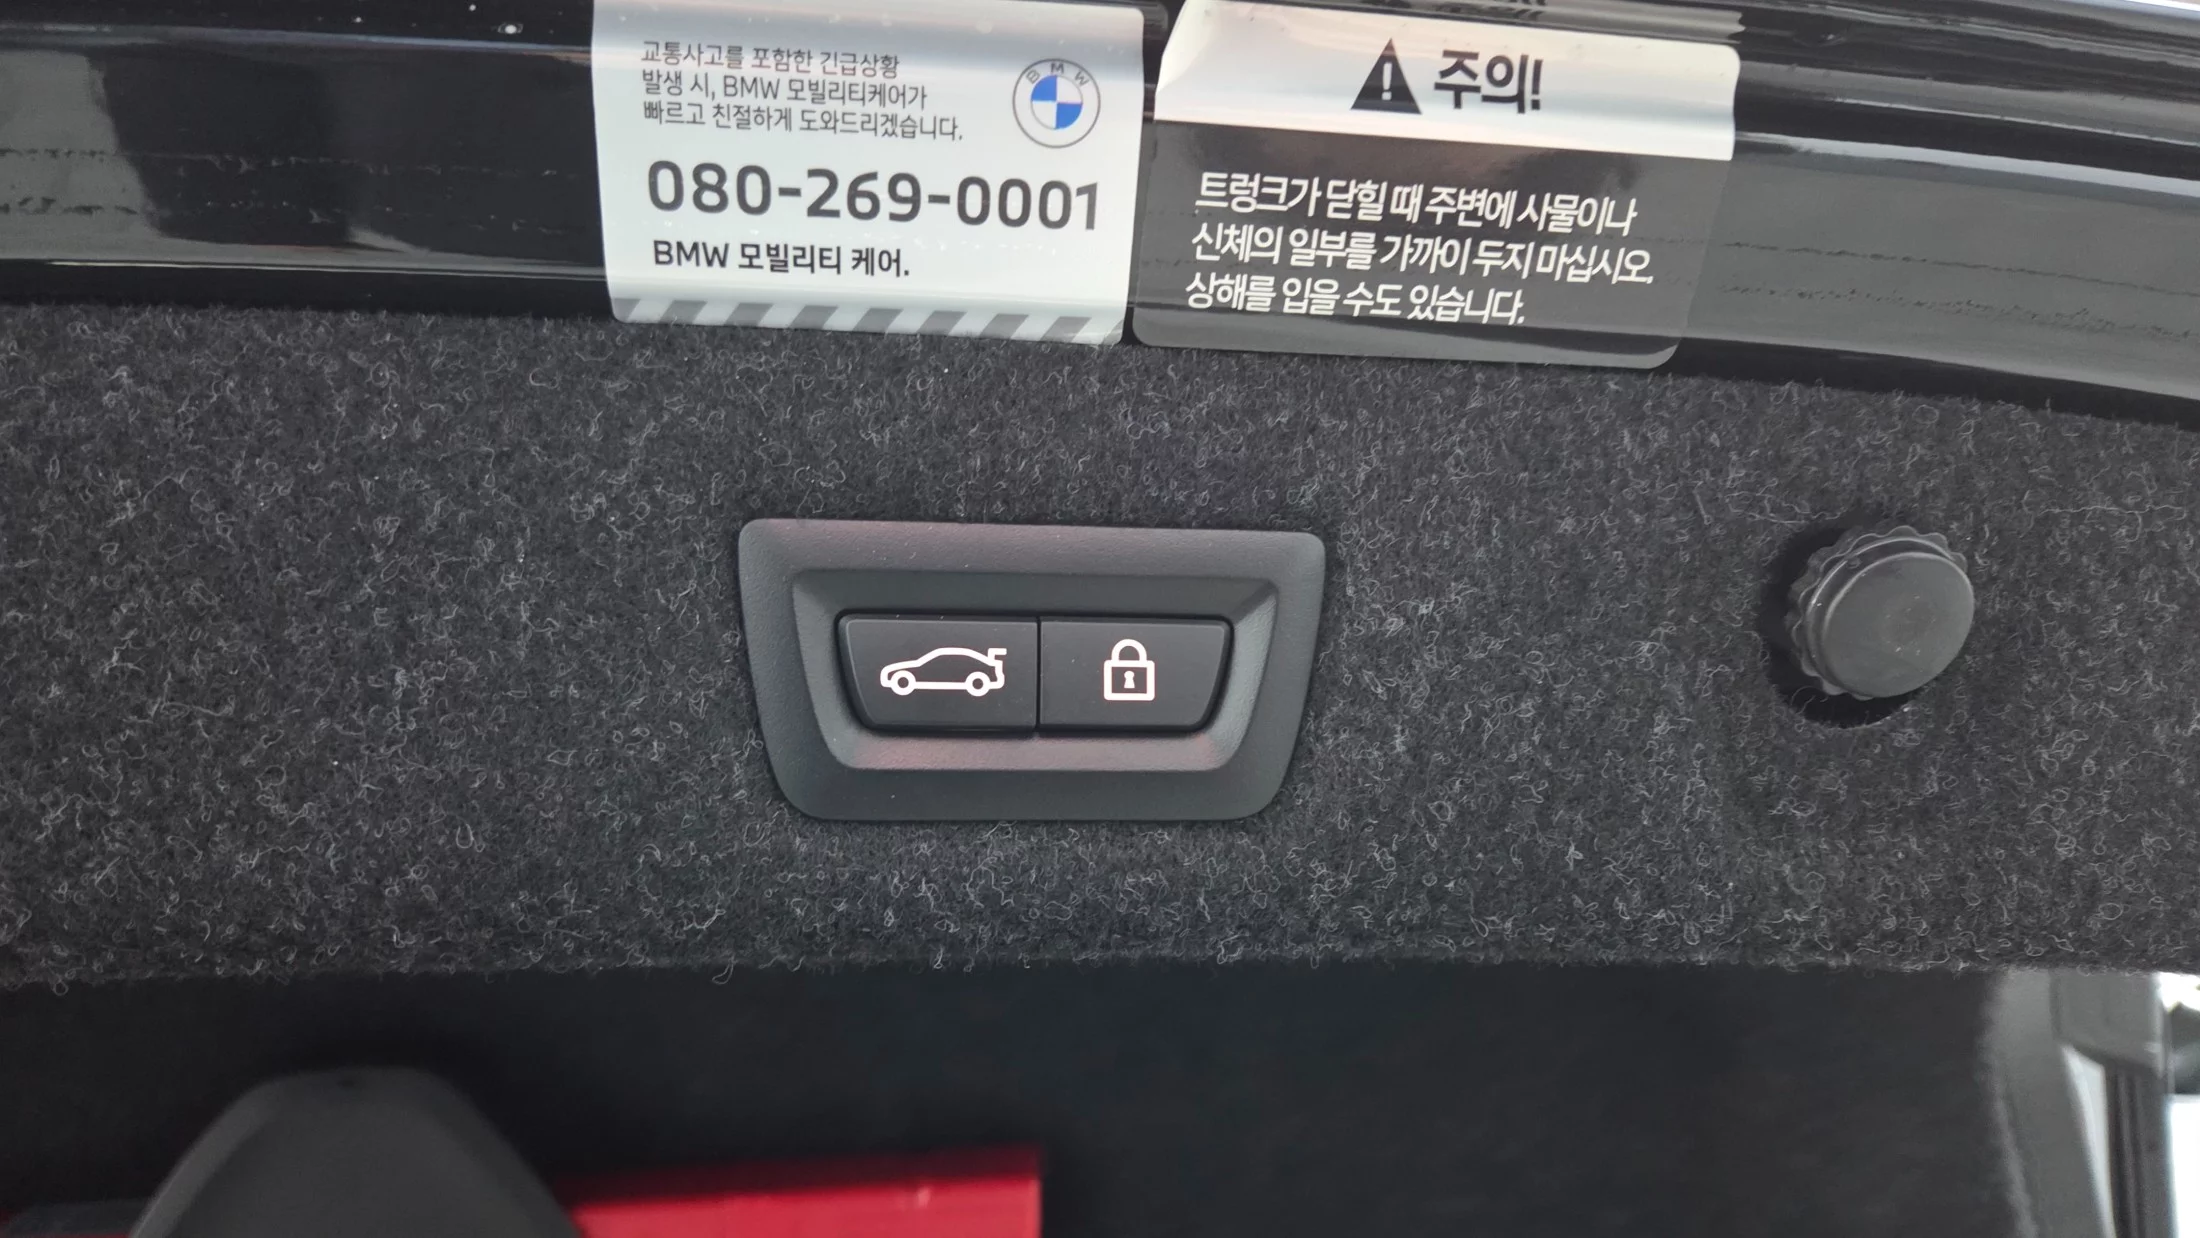 교통사고를 포함한 긴급상황
발생 시, BMW 모빌리티케어가
빠르고 친절하게 도와드리겠습니다.
BMW
080-269-0001
BMW 모빌리티 케어.
주의!
트렁크가 닫힐 때 주변에 사물이나
신체의 일부를 가까이 두지 마십시오.
상해를 입을 수도 있습니다.